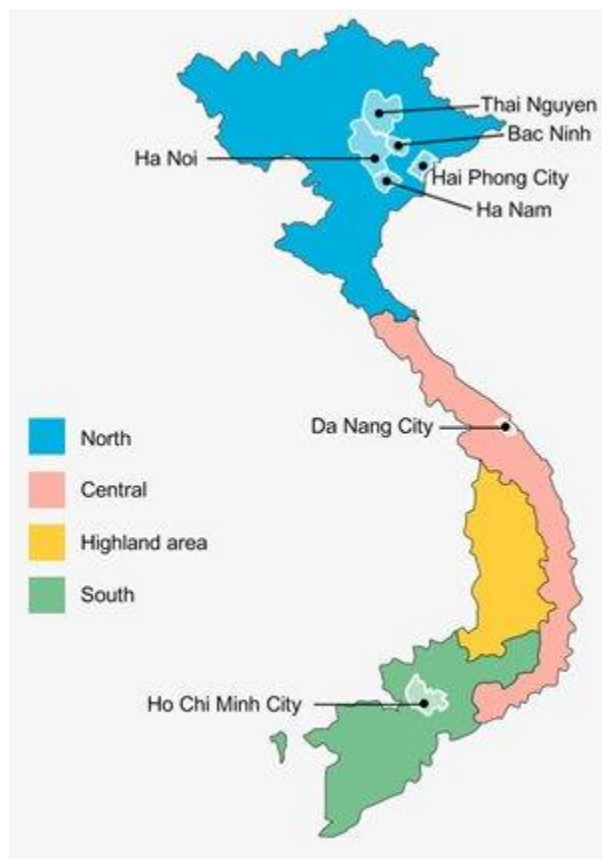 Thai Nguyen
Bac Ninh
Ha Noi
Hai Phong City
Ha Nam
Da Nang City
North
Central
Highland area
South
Ho Chi Minh City